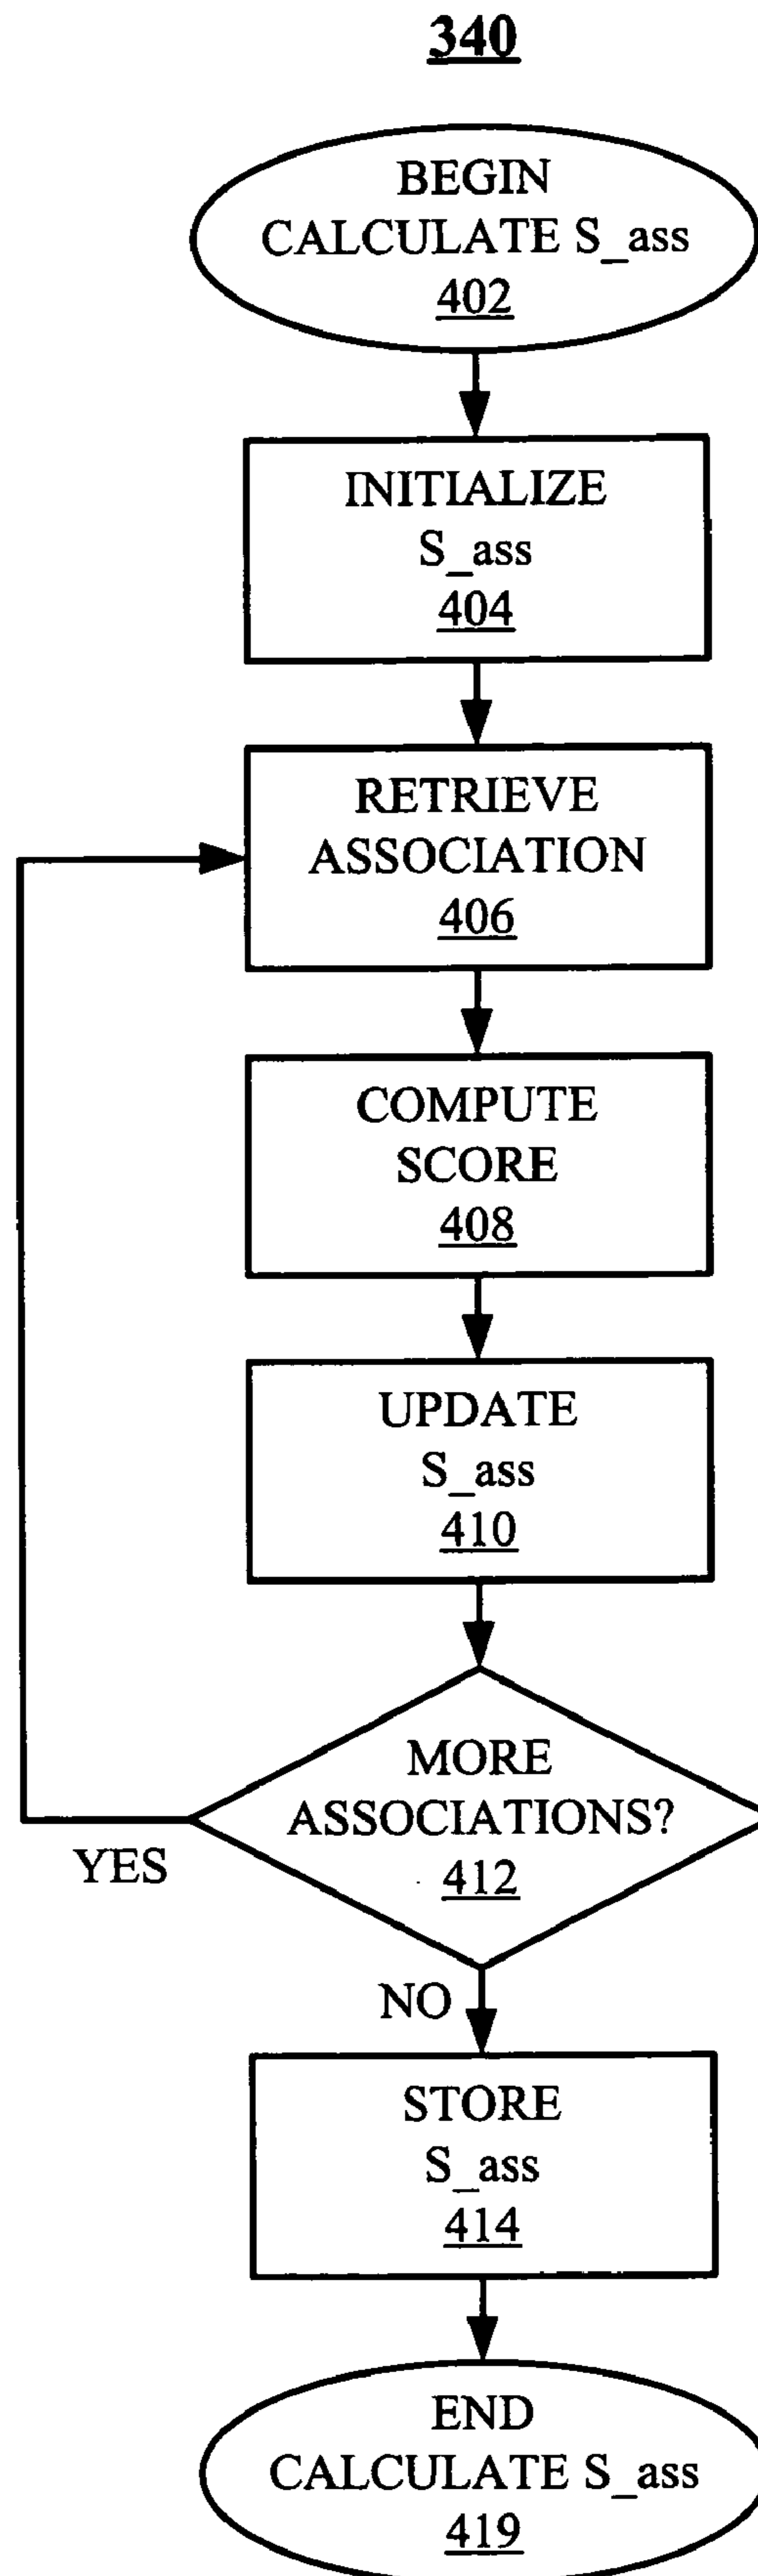 340
BEGIN
CALCULATE S_ass
402
INITIALIZE
S_ass
404
RETRIEVE
ASSOCIATION
406
COMPUTE
SCORE
408
UPDATE
S_ass
410
MORE
ASSOCIATIONS?
412
YES
NO
STORE
S_ass
414
END
CALCULATE S_ass
419